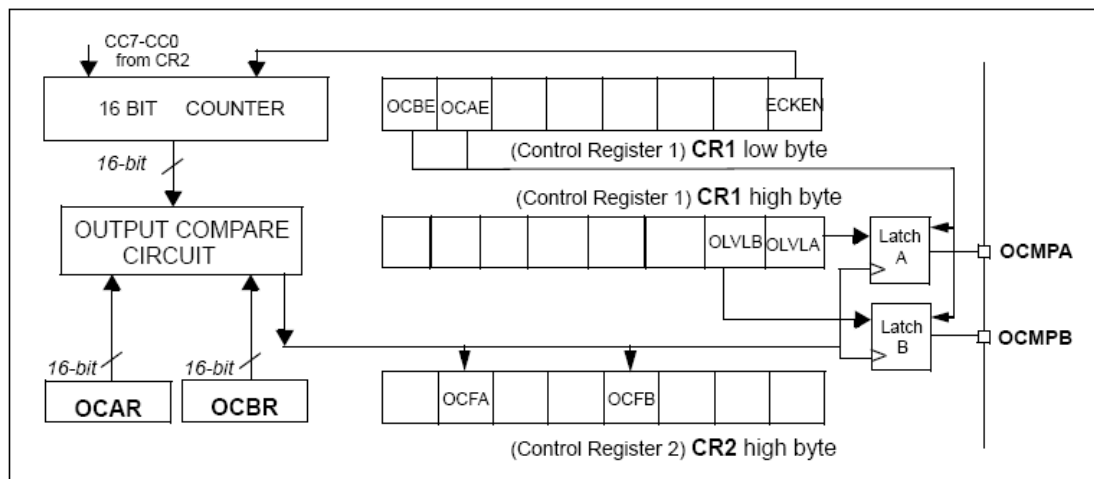 CC7-CC0
from CR2
16 BIT COUNTER
16-bit
OUTPUT COMPARE
CIRCUIT
16-bit
16-bit
OCAR
OCBR
OCBE OCAE ECKEN
(Control Register 1) CR1 low byte
(Control Register 1) CR1 high byte
OLVLB OLVLA
Latch
A
OCMPA
Latch
B
OCMPB
OCFA OCFB
(Control Register 2) CR2 high byte